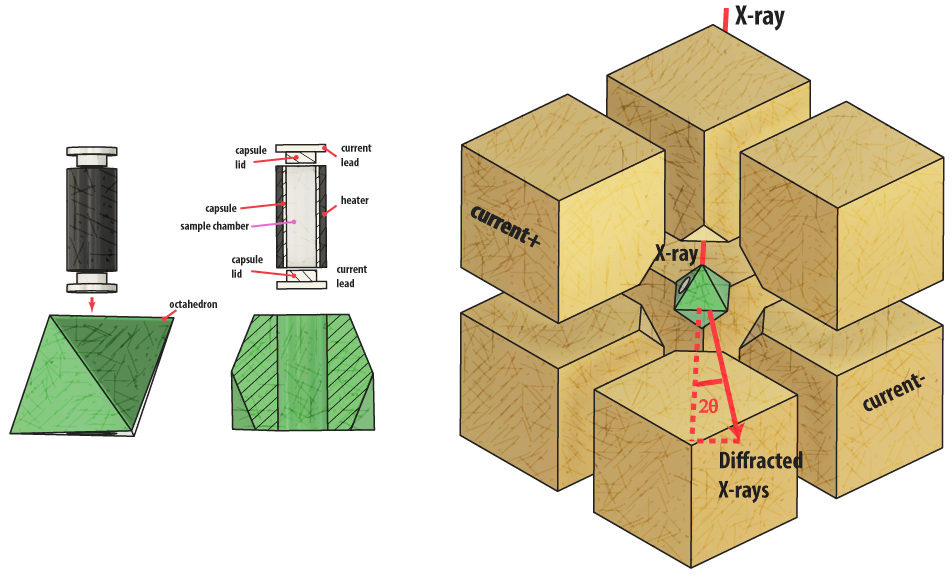 X-ray
capsule
lid
current
lead
capsule
heater
sample chamber
capsule
lid
current
lead
octahedron
current+
X-ray
2θ
current-
Diffracted
X-rays